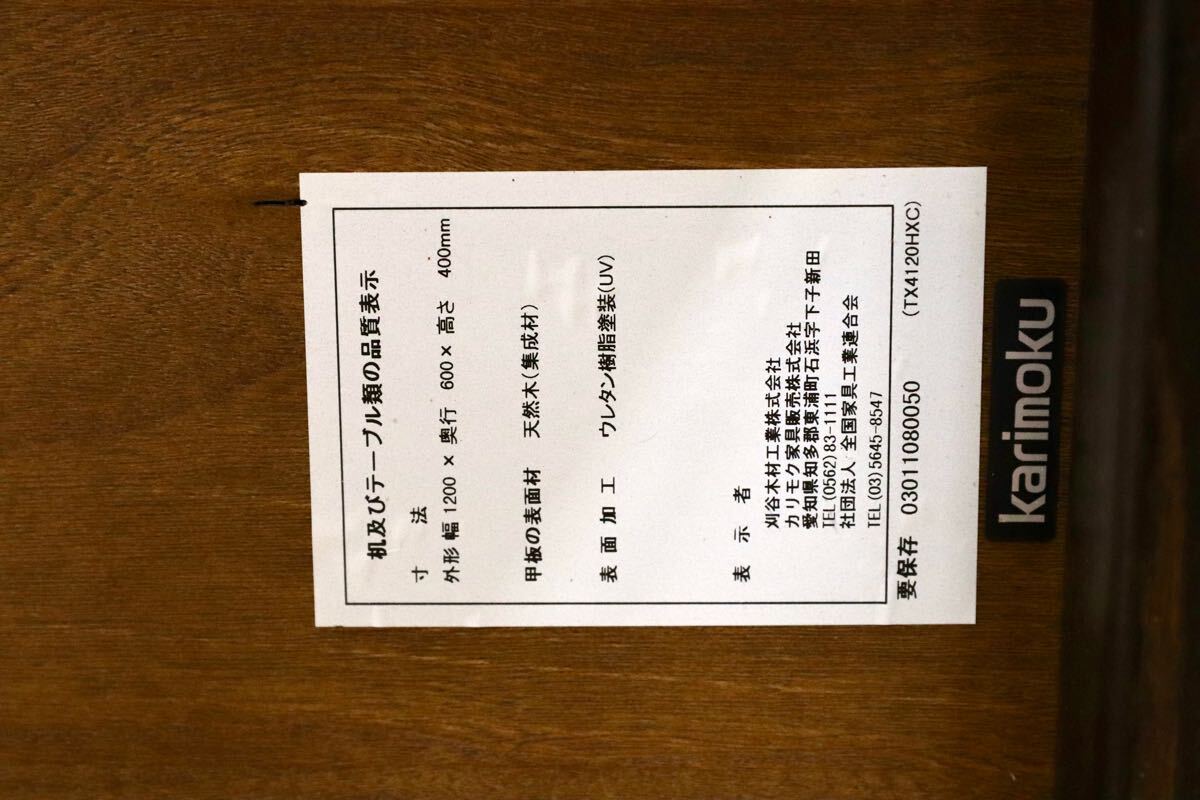 机及びテーブル類の品質表示
寸 法
外形 幅 1200 × 奥行 600 × 高さ 400mm
甲板の表面材 天然木(集成材)
表 面 加 工 ウレタン樹脂塗装(UV)
表 示 者
刈谷木材工業株式会社
カリモク家具販売株式会社
愛知県知多郡東浦町石浜字下子新田
TEL(0562)83-1111
社団法人 全国家具工業連合会
TEL(03)5645-8547
要保存 03011080050 (TX4120HXC)
karimoku